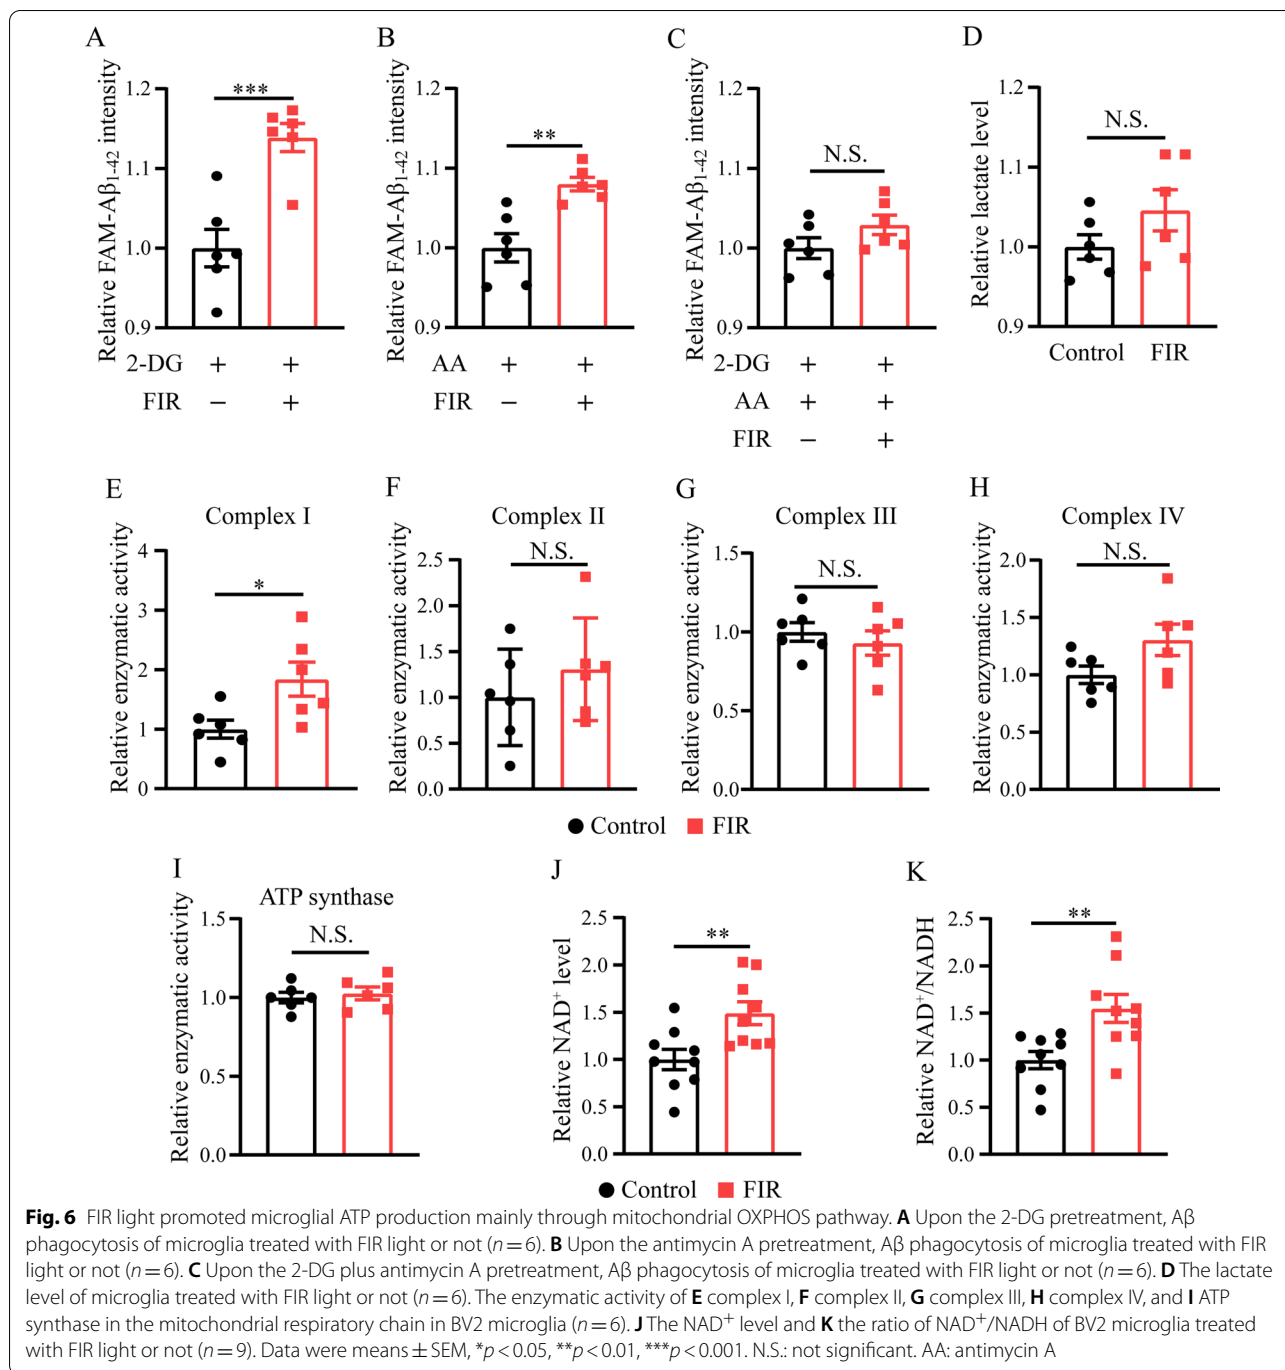 A
Relative FAM-Aβ1-42 intensity
1.2
1.1
1.0
0.9
***
2-DG + +
FIR − +
B
Relative FAM-Aβ1-42 intensity
1.2
1.1
1.0
0.9
**
AA + +
FIR − +
C
Relative FAM-Aβ1-42 intensity
1.2
1.1
1.0
0.9
N.S.
2-DG + +
AA + +
FIR − +
D
Relative lactate level
1.2
1.1
1.0
0.9
N.S.
Control FIR
E
Complex I
Relative enzymatic activity
4
3
2
1
0
*
F
Complex II
Relative enzymatic activity
2.5
2.0
1.5
1.0
0.5
0.0
N.S.
G
Complex III
Relative enzymatic activity
1.5
1.0
0.5
0.0
N.S.
H
Complex IV
Relative enzymatic activity
2.0
1.5
1.0
0.5
0.0
N.S.
Control FIR
I
ATP synthase
Relative enzymatic activity
1.5
1.0
0.5
0.0
N.S.
J
Relative NAD+ level
2.5
2.0
1.5
1.0
0.5
0.0
**
K
Relative NAD+/NADH
2.5
2.0
1.5
1.0
0.5
0.0
**
Control FIR
Fig. 6 FIR light promoted microglial ATP production mainly through mitochondrial OXPHOS pathway. A Upon the 2-DG pretreatment, Aβ
phagocytosis of microglia treated with FIR light or not (n = 6). B Upon the antimycin A pretreatment, Aβ phagocytosis of microglia treated with FIR
light or not (n = 6). C Upon the 2-DG plus antimycin A pretreatment, Aβ phagocytosis of microglia treated with FIR light or not (n = 6). D The lactate
level of microglia treated with FIR light or not (n = 6). The enzymatic activity of E complex I, F complex II, G complex III, H complex IV, and I ATP
synthase in the mitochondrial respiratory chain in BV2 microglia (n = 6). J The NAD+ level and K the ratio of NAD+/NADH of BV2 microglia treated
with FIR light or not (n = 9). Data were means ± SEM, *p < 0.05, **p < 0.01, ***p < 0.001. N.S.: not significant. AA: antimycin A